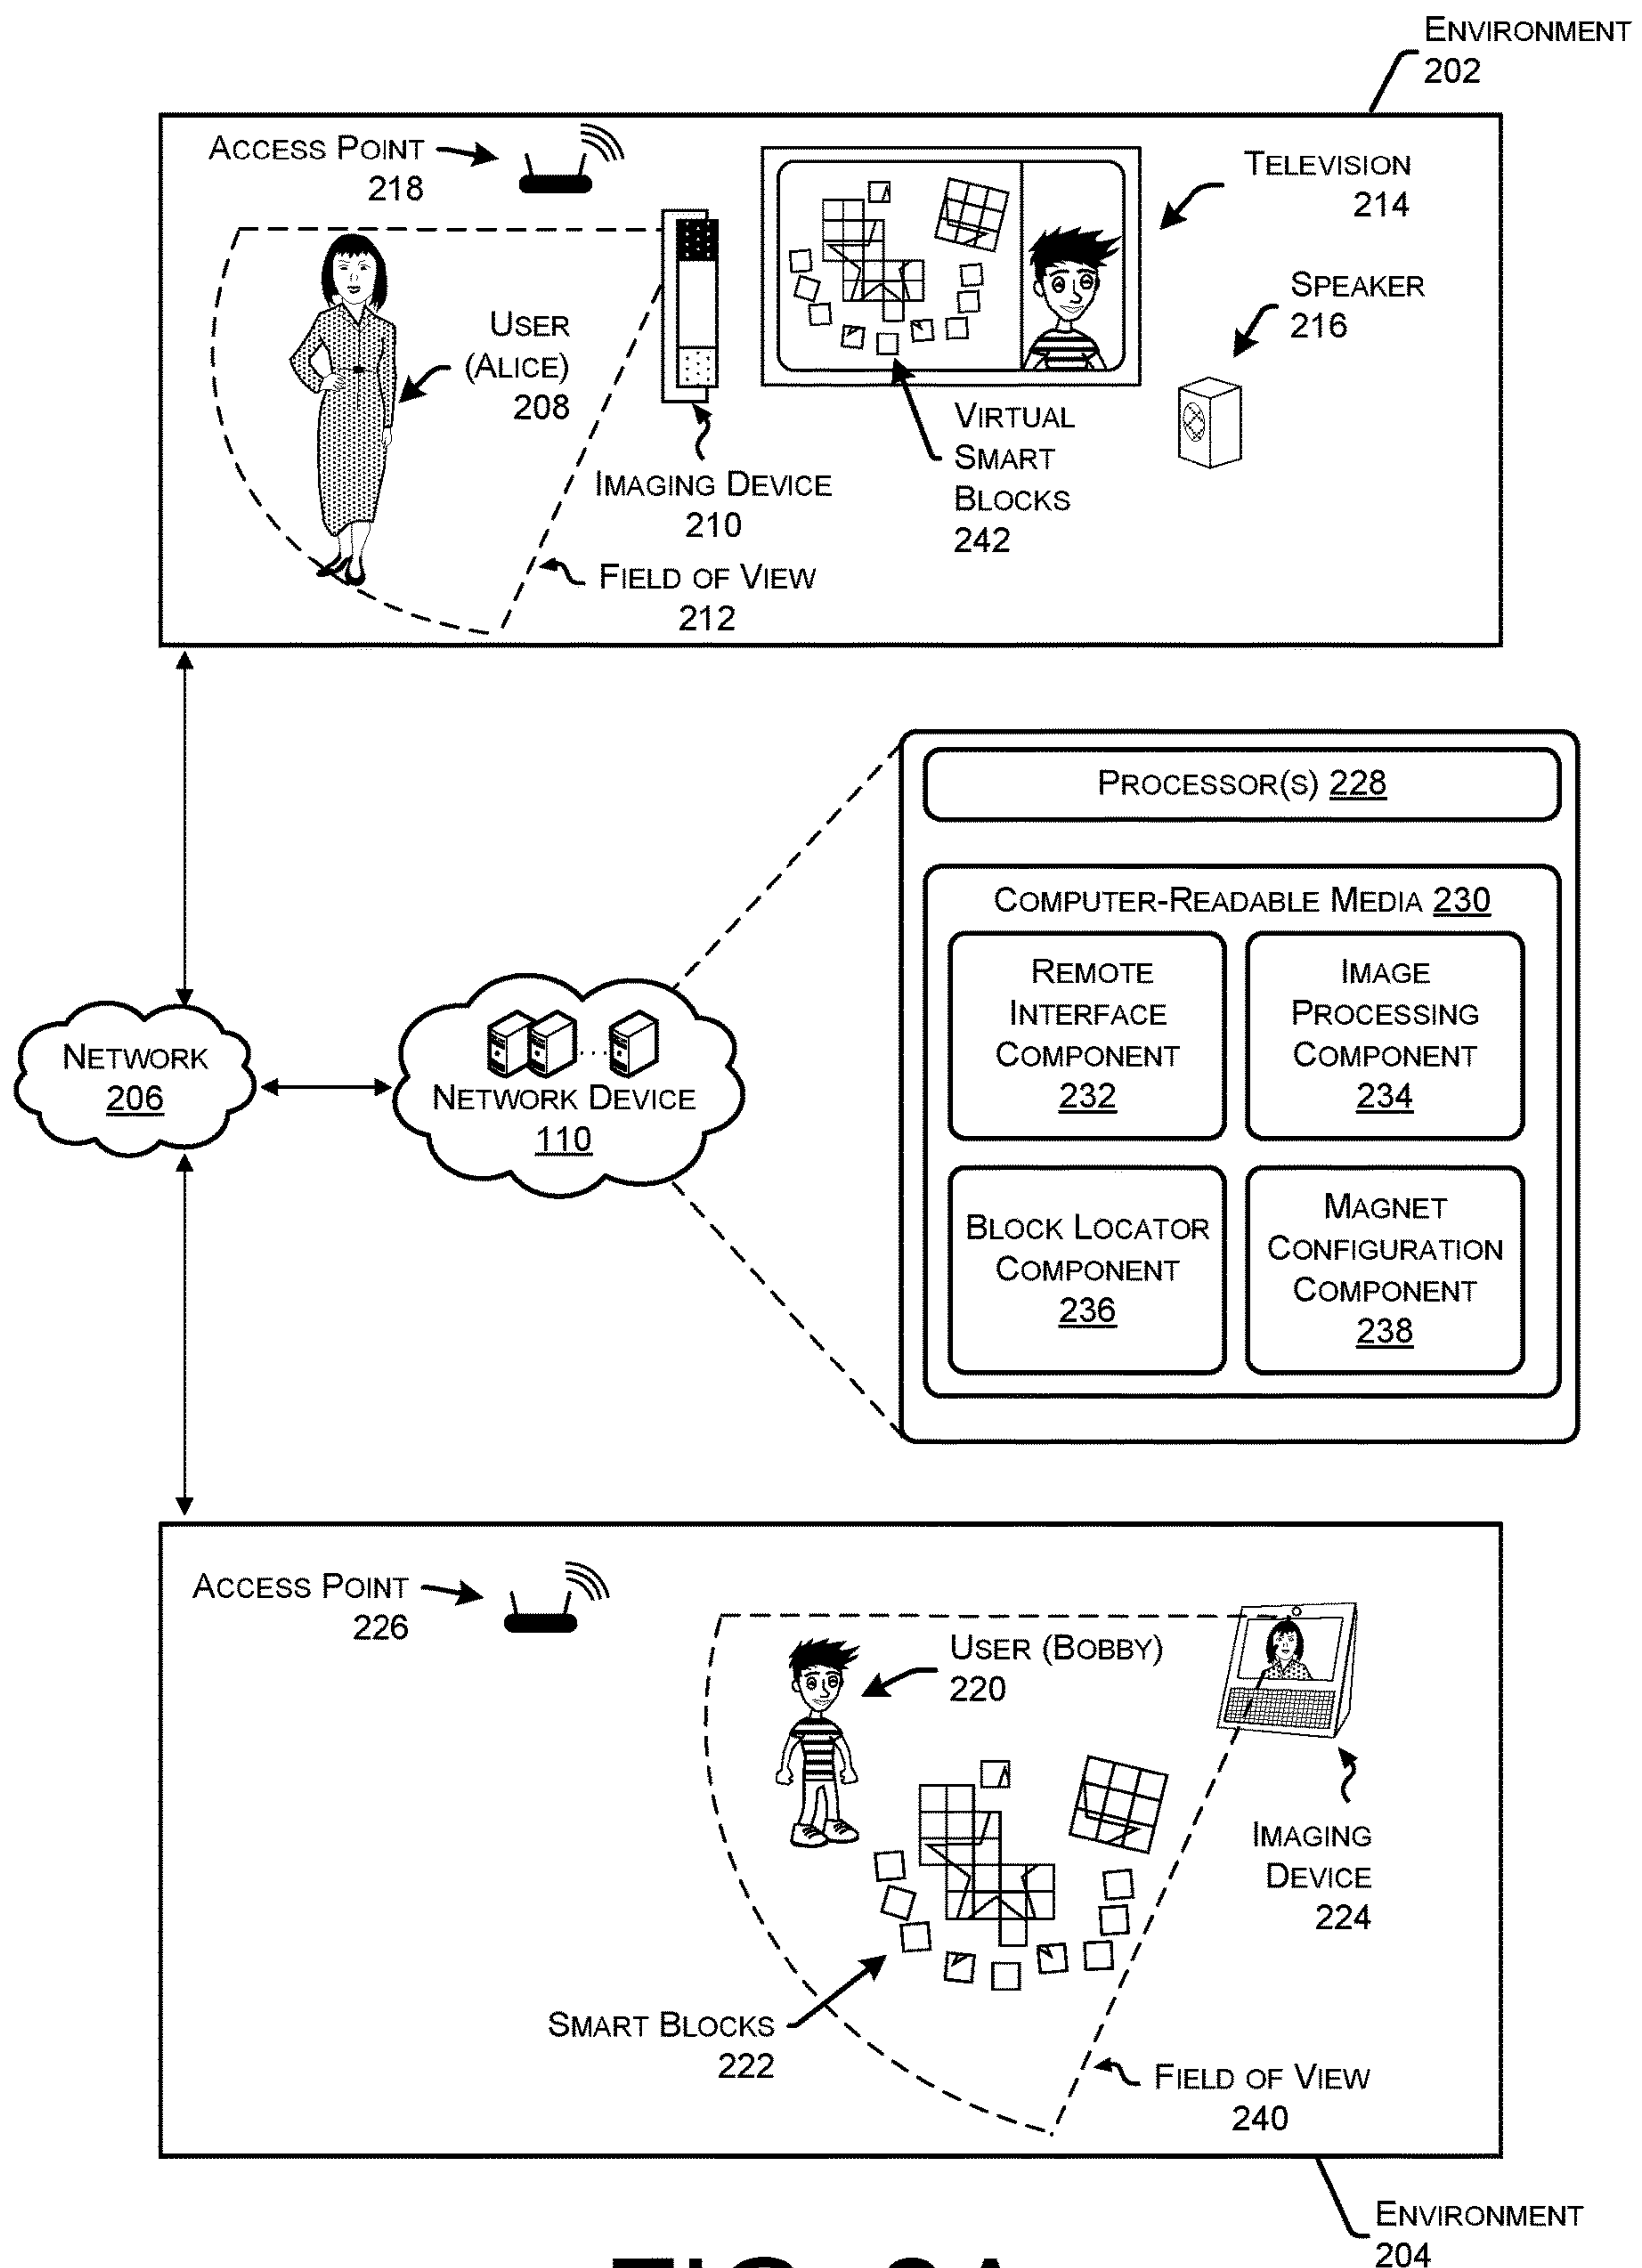 ENVIRONMENT
202
ACCESS POINT
218
TELEVISION
214
SPEAKER
216
USER
(ALICE)
208
IMAGING DEVICE
210
VIRTUAL
SMART
BLOCKS
242
FIELD OF VIEW
212
PROCESSOR(S) 228
COMPUTER-READABLE MEDIA 230
REMOTE
INTERFACE
COMPONENT
232
IMAGE
PROCESSING
COMPONENT
234
NETWORK
206
NETWORK DEVICE
110
BLOCK LOCATOR
COMPONENT
236
MAGNET
CONFIGURATION
COMPONENT
238
ACCESS POINT
226
USER (BOBBY)
220
IMAGING
DEVICE
224
SMART BLOCKS
222
FIELD OF VIEW
240
ENVIRONMENT
204